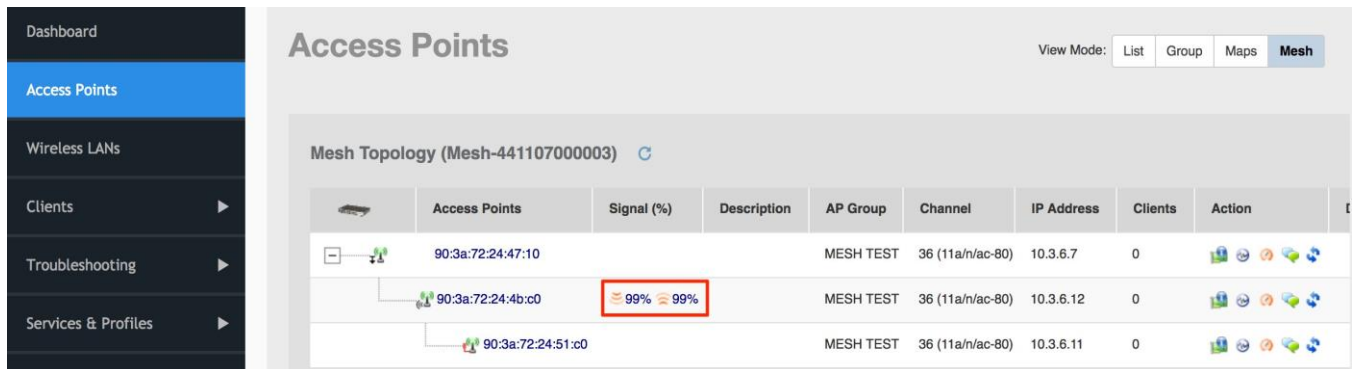 Dashboard
Access Points
Wireless LANs
Clients
Troubleshooting
Services & Profiles
Access Points
View Mode: List Group Maps Mesh
Mesh Topology (Mesh-441107000003)
Access Points Signal (%) Description AP Group Channel IP Address Clients Action
90:3a:72:24:47:10 MESH TEST 36 (11a/n/ac-80) 10.3.6.7 0
90:3a:72:24:4b:c0 99% 99% MESH TEST 36 (11a/n/ac-80) 10.3.6.12 0
90:3a:72:24:51:c0 MESH TEST 36 (11a/n/ac-80) 10.3.6.11 0